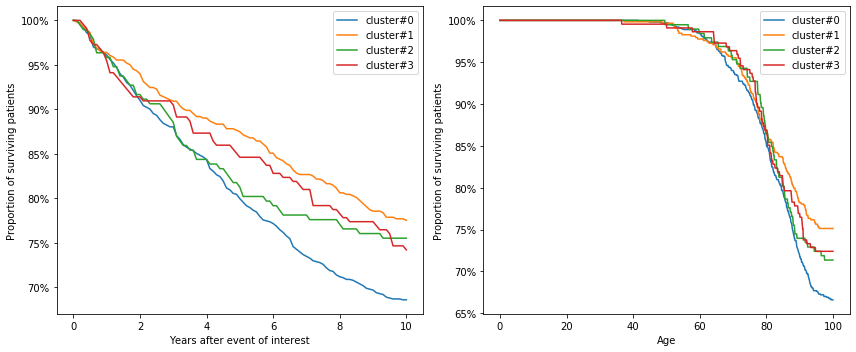 100%
95%
90%
85%
80%
75%
70%
0
2
4
6
8
10
Years after event of interest
Proportion of surviving patients
cluster#0
cluster#1
cluster#2
cluster#3
100%
95%
90%
85%
80%
75%
70%
65%
0
20
40
60
80
100
Age
Proportion of surviving patients
cluster#0
cluster#1
cluster#2
cluster#3